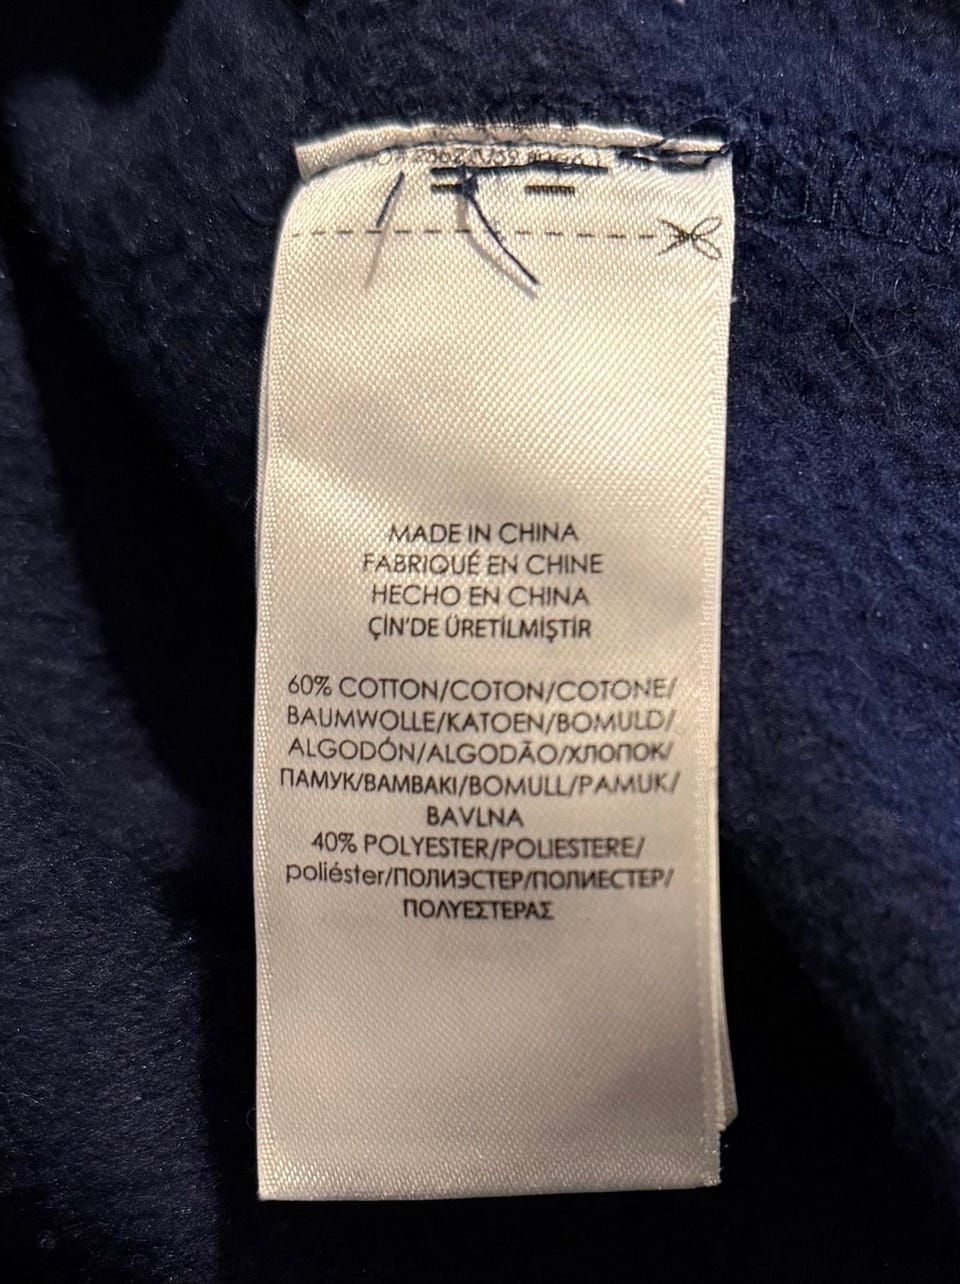 MADE IN CHINA
FABRIQUÉ EN CHINE
HECHO EN CHINA
ÇİN'DE ÜRETİLMİŞTİR
60% COTTON/COTON/COTONE/
BAUMWOLLE/KATOEN/BOMULD/
ALGODÓN/ALGODÃO/ХЛОПОК/
ПАМУК/ΒΑΜΒΑΚΙ/BOMULL/PAMUK/
BAVLNA
40% POLYESTER/POLIESTERE/
poliéster/ПОЛИЭСТЕР/ПОЛИЕСТЕР/
ΠΟΛΥΕΣΤΕΡΑΣ